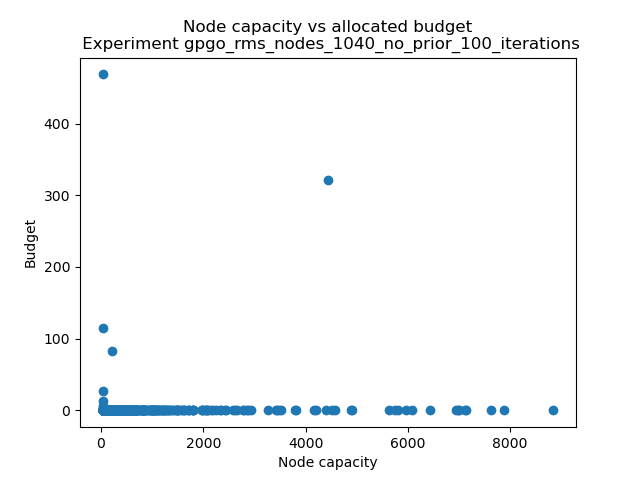 Node capacity vs allocated budget
Experiment gpgo_rms_nodes_1040_no_prior_100_iterations
400
300
200
100
0
Budget
0 2000 4000 6000 8000
Node capacity